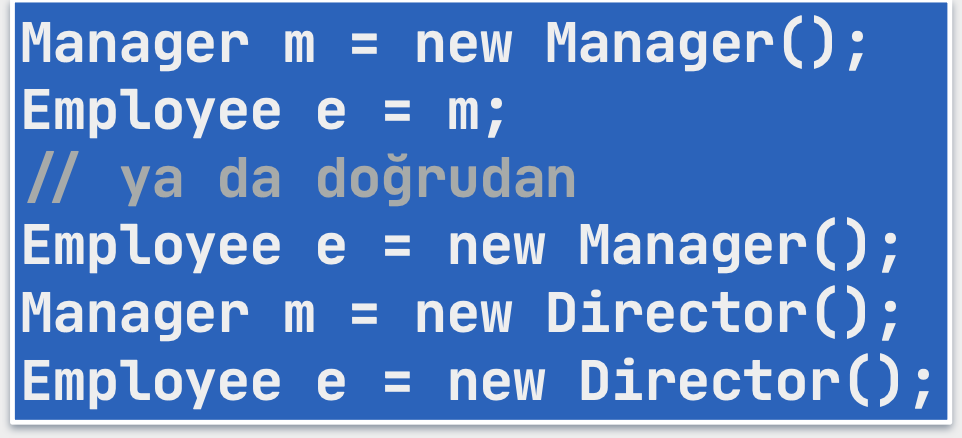 Manager m = new Manager();
Employee e = m;
// ya da doğrudan
Employee e = new Manager();
Manager m = new Director();
Employee e = new Director();